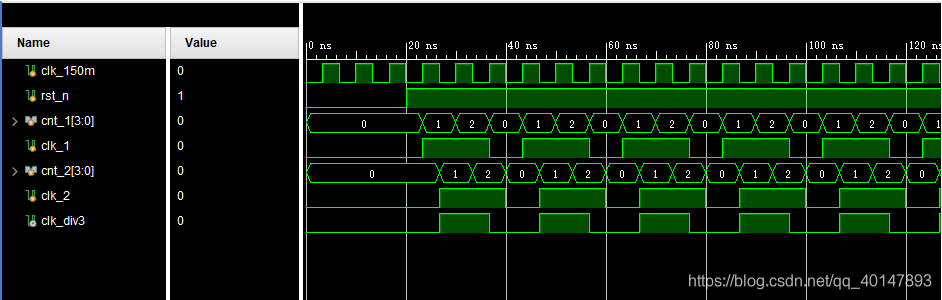 Name Value
0 ns 20 ns 40 ns 60 ns 80 ns 100 ns 120 ns
clk_150m 0
rst_n 1
cnt_1[3:0] 0 0 1 2 0 1 2 0 1 2 0 1 2 0 1 2 0 1
clk_1 0
cnt_2[3:0] 0 0 1 2 0 1 2 0 1 2 0 1 2 0 1 2 0
clk_2 0
clk_div3 0
https://blog.csdn.net/qq_40147893